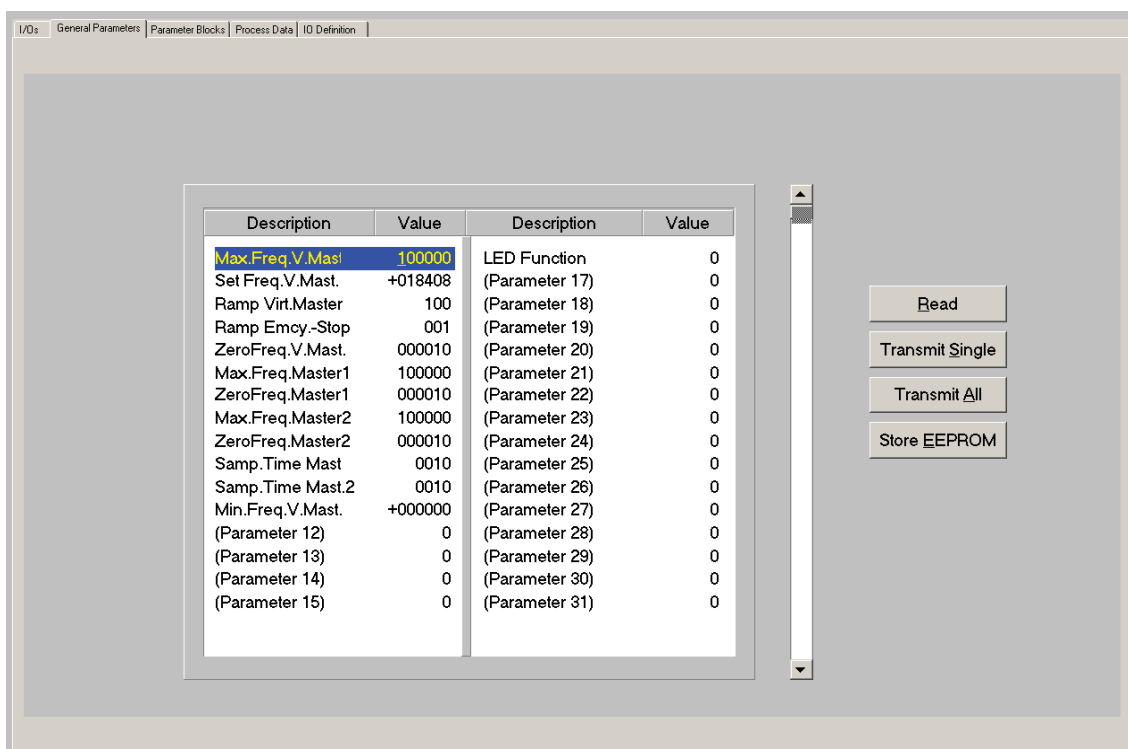 I/Os General Parameters Parameter Blocks Process Data IO Definition
Description Value Description Value
Max.Freq.V.Mast 100000 LED Function 0
Set Freq.V.Mast. +018408 (Parameter 17) 0
Ramp Virt.Master 100 (Parameter 18) 0
Ramp Emcy.-Stop 001 (Parameter 19) 0
ZeroFreq.V.Mast. 000010 (Parameter 20) 0
Max.Freq.Master1 100000 (Parameter 21) 0
ZeroFreq.Master1 000010 (Parameter 22) 0
Max.Freq.Master2 100000 (Parameter 23) 0
ZeroFreq.Master2 000010 (Parameter 24) 0
Samp.Time Mast 0010 (Parameter 25) 0
Samp.Time Mast.2 0010 (Parameter 26) 0
Min.Freq.V.Mast. +000000 (Parameter 27) 0
(Parameter 12) 0 (Parameter 28) 0
(Parameter 13) 0 (Parameter 29) 0
(Parameter 14) 0 (Parameter 30) 0
(Parameter 15) 0 (Parameter 31) 0
Read
Transmit Single
Transmit All
Store EEPROM